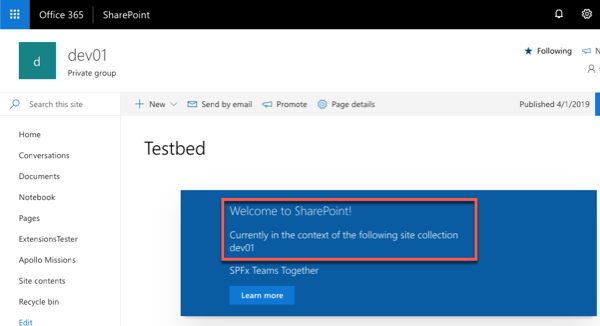 Office 365 SharePoint
d
dev01
Private group
Following
Search this site
New Send by email Promote Page details Published 4/1/2019
Home
Conversations
Documents
Notebook
Pages
ExtensionsTester
Apollo Missions
Site contents
Recycle bin
Edit
Testbed
Welcome to SharePoint!
Currently in the context of the following site collection
dev01
SPFx Teams Together
Learn more